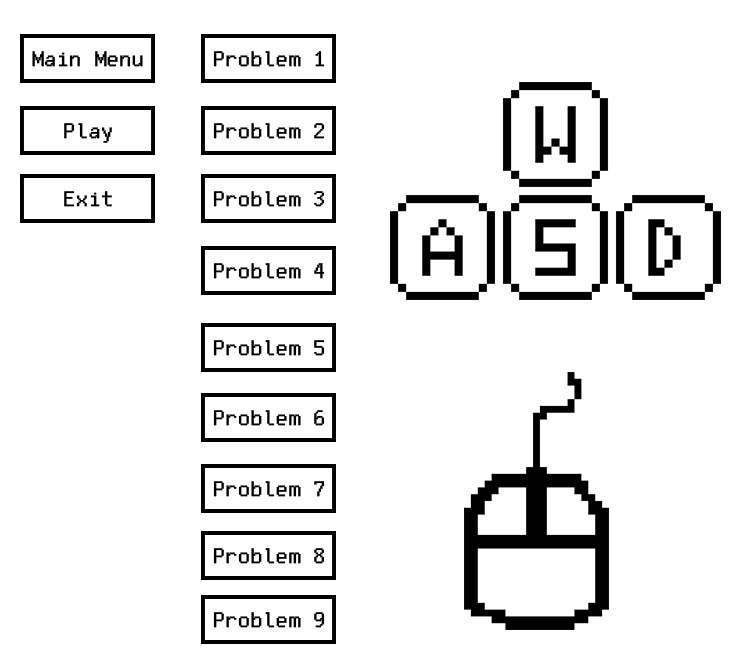 Main Menu
Play
Exit
Problem 1
Problem 2
Problem 3
Problem 4
Problem 5
Problem 6
Problem 7
Problem 8
Problem 9
W
A S D